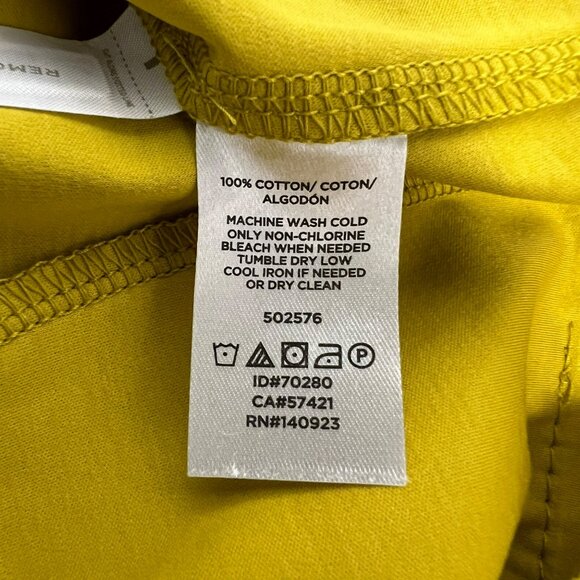 REMO
100% COTTON/ COTON/
ALGODÓN
MACHINE WASH COLD
ONLY NON-CHLORINE
BLEACH WHEN NEEDED
TUMBLE DRY LOW
COOL IRON IF NEEDED
OR DRY CLEAN
502576
P
ID#70280
CA#57421
RN#140923